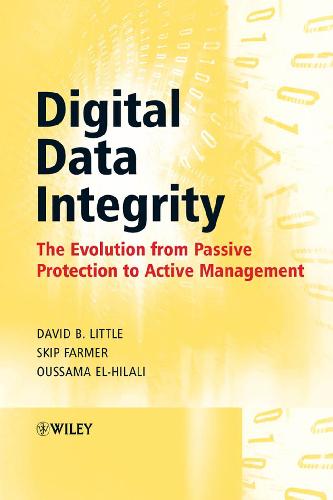 Digital
Data
Integrity
The Evolution from Passive
Protection to Active Management
DAVID B. LITTLE
SKIP FARMER
OUSSAMA EL-HILALI
WILEY